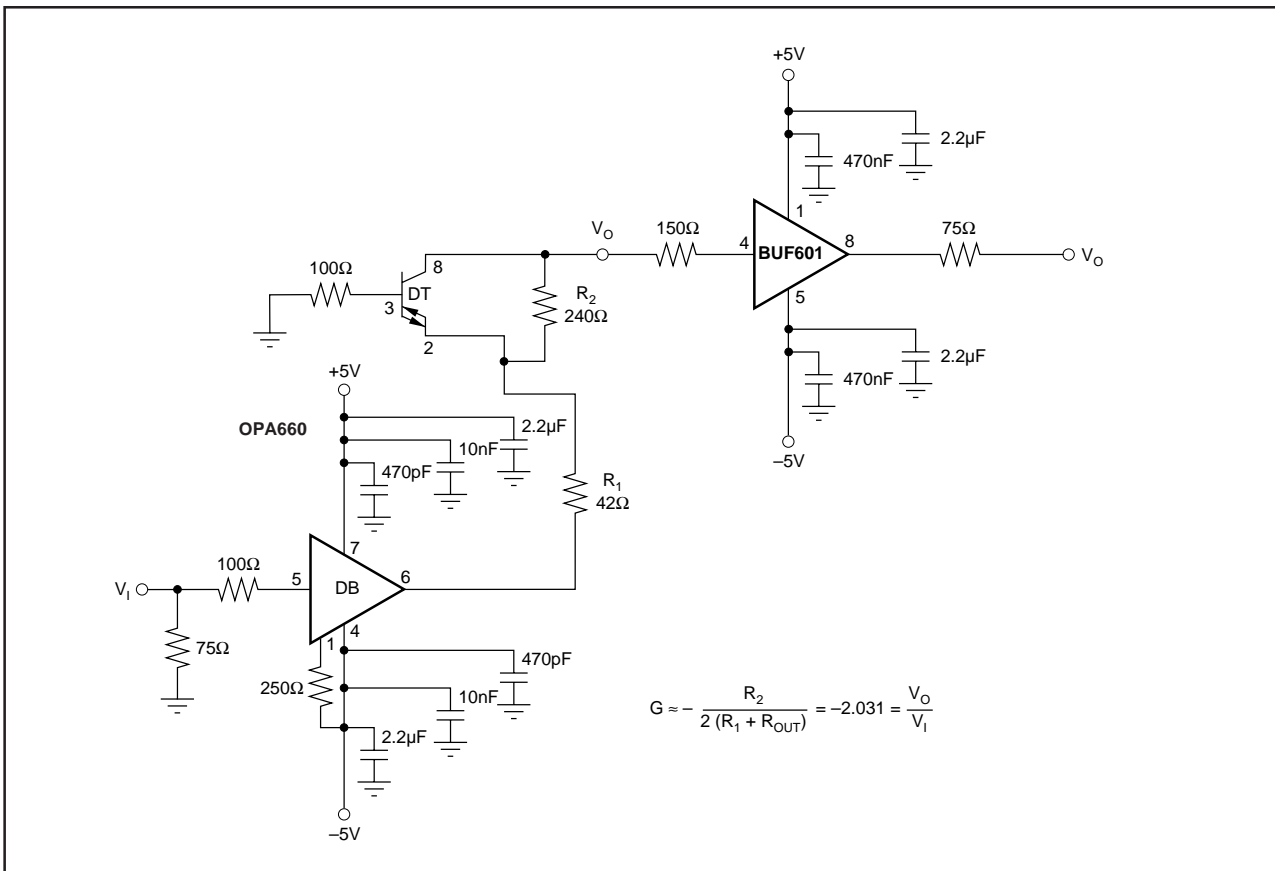 +5V
2.2µF
470nF
1
V_O
150Ω
4
BUF601
8
75Ω
V_O
5
2.2µF
470nF
–5V
100Ω
8
DT
3
2
R_2
240Ω
+5V
OPA660
2.2µF
10nF
470pF
R_1
42Ω
7
V_I
100Ω
5
DB
6
75Ω
1
4
250Ω
470pF
10nF
2.2µF
–5V
G ≈ – R_2 / 2 (R_1 + R_OUT) = –2.031 = V_O / V_I